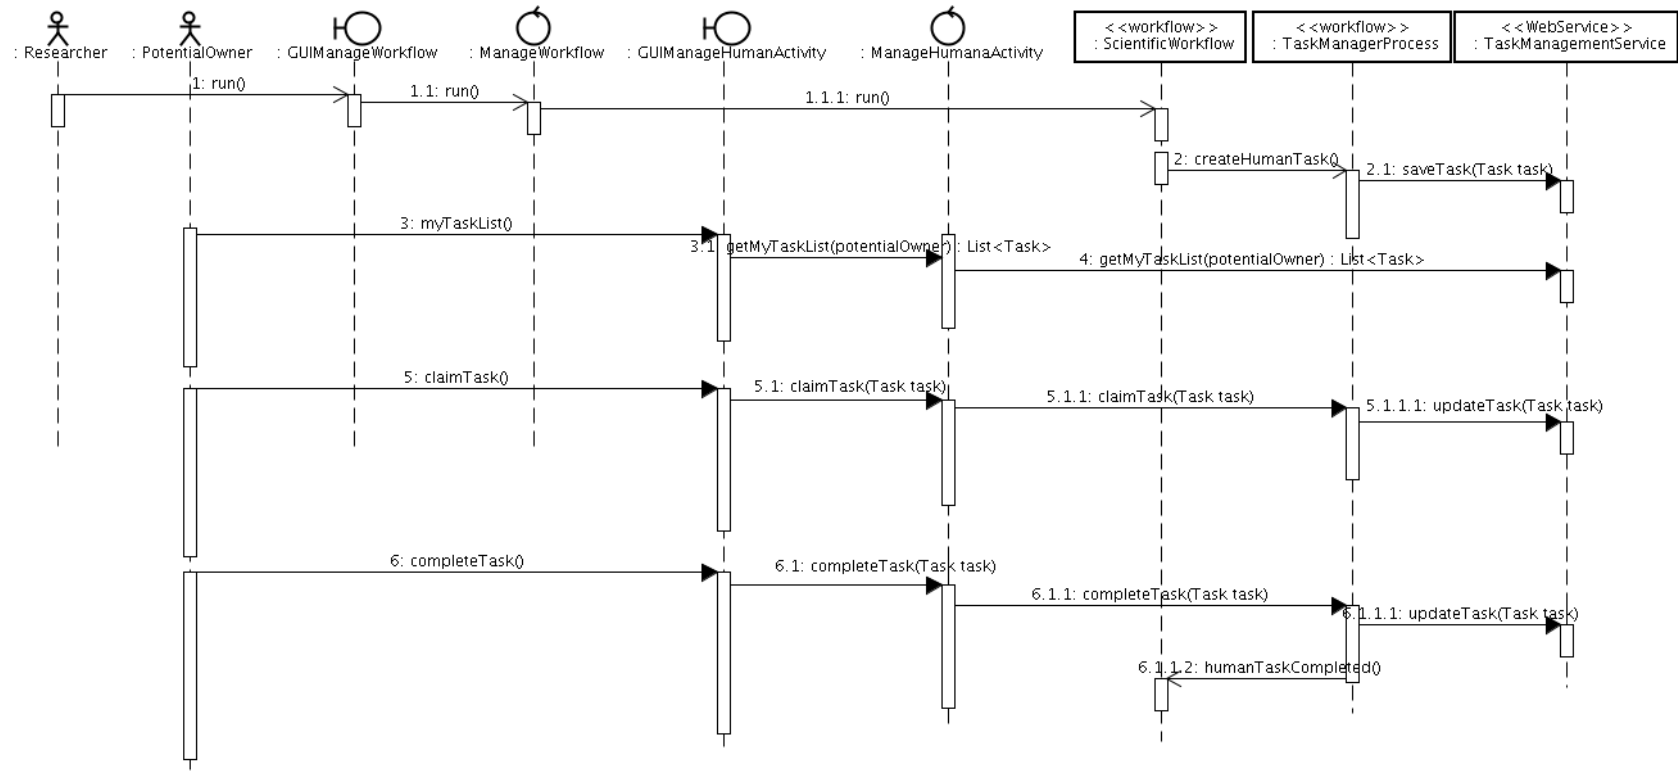 <<workflow>>
<<workflow>>
<<WebService>>
: Researcher
: PotentialOwner
: GUIManageWorkflow
: ManageWorkflow
: GUIManageHumanActivity
: ManageHumanaActivity
: ScientificWorkflow
: TaskManagerProcess
: TaskManagementService
1: run()
1.1: run()
1.1.1: run()
2: createHumanTask()
2.1: saveTask(Task task)
3: myTaskList()
3.1: getMyTaskList(potentialOwner) : List<Task>
4: getMyTaskList(potentialOwner) : List<Task>
5: claimTask()
5.1: claimTask(Task task)
5.1.1: claimTask(Task task)
5.1.1.1: updateTask(Task task)
6: completeTask()
6.1: completeTask(Task task)
6.1.1: completeTask(Task task)
6.1.1.1: updateTask(Task task)
6.1.1.2: humanTaskCompleted()